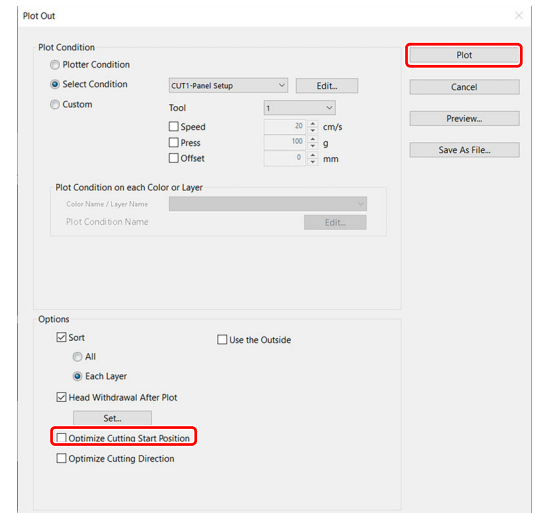 Plot Out
Plot Condition
Plotter Condition
Select Condition
CUT1-Panel Setup
Edit...
Custom
Tool
1
Speed
20
cm/s
Press
100
g
Offset
0
mm
Plot Condition on each Color or Layer
Color Name / Layer Name
Plot Condition Name
Edit...
Options
Sort
Use the Outside
All
Each Layer
Head Withdrawal After Plot
Set...
Optimize Cutting Start Position
Optimize Cutting Direction
Plot
Cancel
Preview...
Save As File...